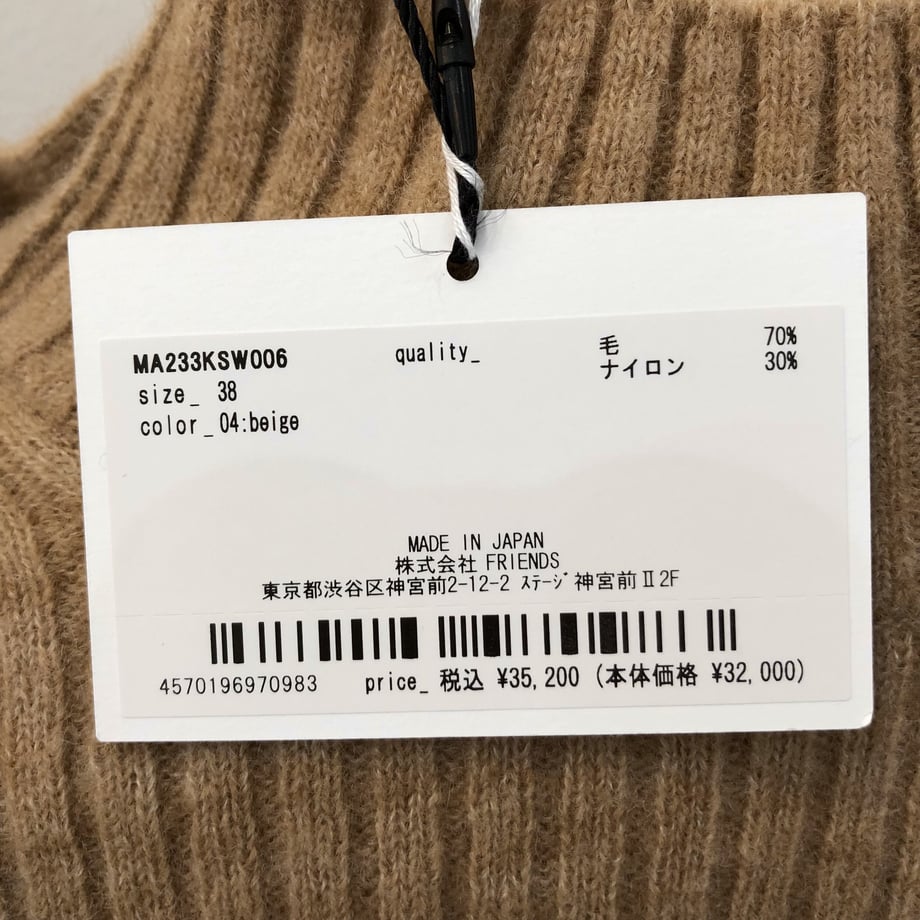 MA233KSW006
size_ 38
color_04:beige
quality_
毛 70%
ナイロン 30%
MADE IN JAPAN
株式会社 FRIENDS
東京都渋谷区神宮前2-12-2 ｽﾃｰｼﾞ神宮前Ⅱ2F
4570196970983
price_ 税込 ¥35,200 (本体価格 ¥32,000)